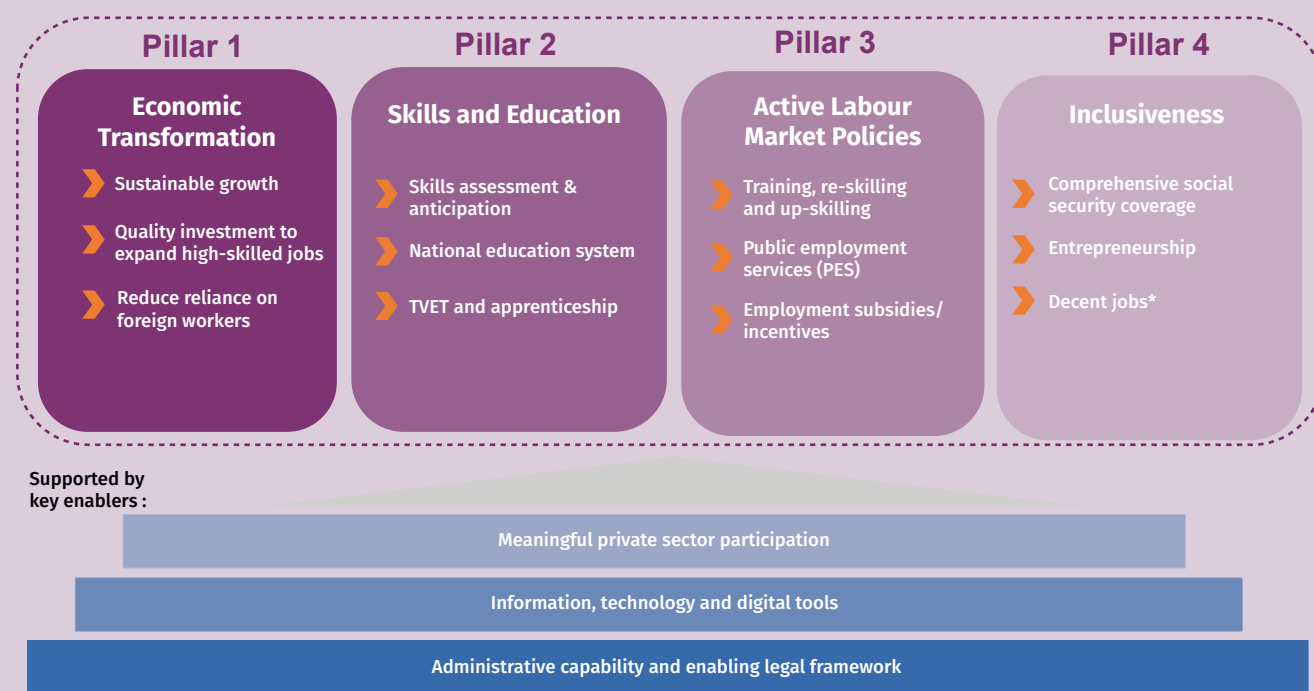 Pillar 1
Economic
Transformation
Sustainable growth
Quality investment to
expand high-skilled jobs
Reduce reliance on
foreign workers
Pillar 2
Skills and Education
Skills assessment &
anticipation
National education system
TVET and apprenticeship
Pillar 3
Active Labour
Market Policies
Training, re-skilling
and up-skilling
Public employment
services (PES)
Employment subsidies/
incentives
Pillar 4
Inclusiveness
Comprehensive social
security coverage
Entrepreneurship
Decent jobs*
Supported by
key enablers :
Meaningful private sector participation
Information, technology and digital tools
Administrative capability and enabling legal framework